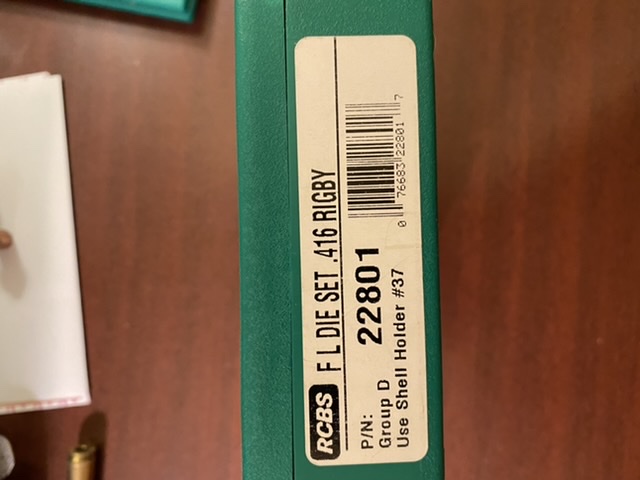 RCBS F L DIE SET .416 RIGBY
P/N: 22801
Group D
Use Shell Holder #37
0 76683 22801 7